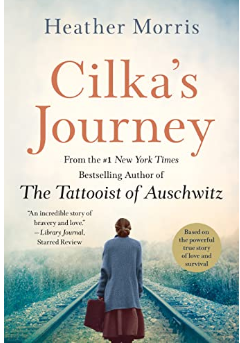 Heather Morris
Cilka's
Journey
From the #1 New York Times
Bestselling Author of
The Tattooist of Auschwitz
"An incredible story of
bravery and love."
—Library Journal,
Starred Review
Based on
the powerful
true story
of love and
survival